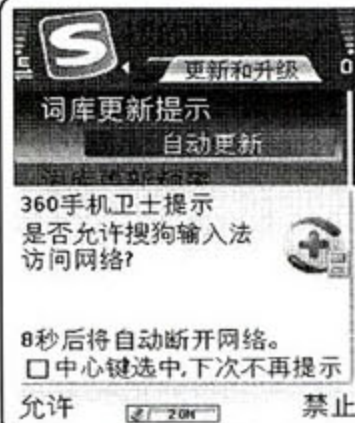 S
更新和升级
词库更新提示
自动更新
360手机卫士提示
是否允许搜狗输入法
访问网络?
8秒后将自动断开网络。
口中心键选中,下次不再提示
允许
禁止